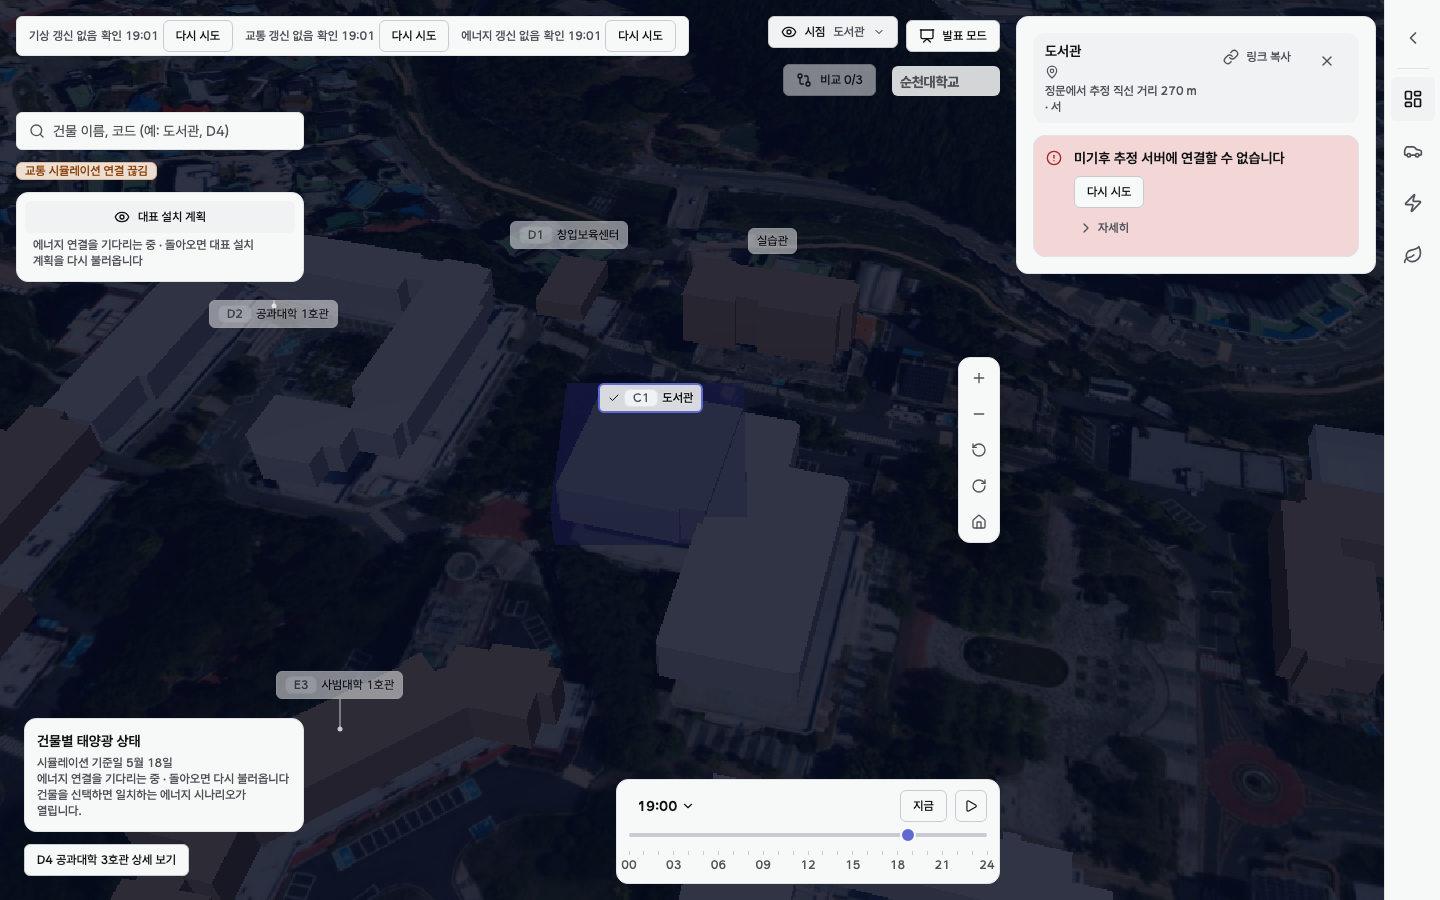 기상 갱신 없음 확인 19:01 다시 시도 교통 갱신 없음 확인 19:01 다시 시도 에너지 갱신 없음 확인 19:01 다시 시도
시점 도서관
발표 모드
비교 0/3
순천대학교
건물 이름, 코드 (예: 도서관, D4)
교통 시뮬레이션 연결 끊김
대표 설치 계획
에너지 연결을 기다리는 중 · 돌아오면 대표 설치
계획을 다시 불러옵니다
D1 창업보육센터
실습관
D2 공과대학 1호관
C1 도서관
E3 사범대학 1호관
도서관
링크 복사
정문에서 추정 직선 거리 270 m
· 서
미기후 추정 서버에 연결할 수 없습니다
다시 시도
자세히
건물별 태양광 상태
시뮬레이션 기준일 5월 18일
에너지 연결을 기다리는 중 · 돌아오면 다시 불러옵니다
건물을 선택하면 일치하는 에너지 시나리오가
열립니다.
D4 공과대학 3호관 상세 보기
19:00
지금
00 03 06 09 12 15 18 21 24